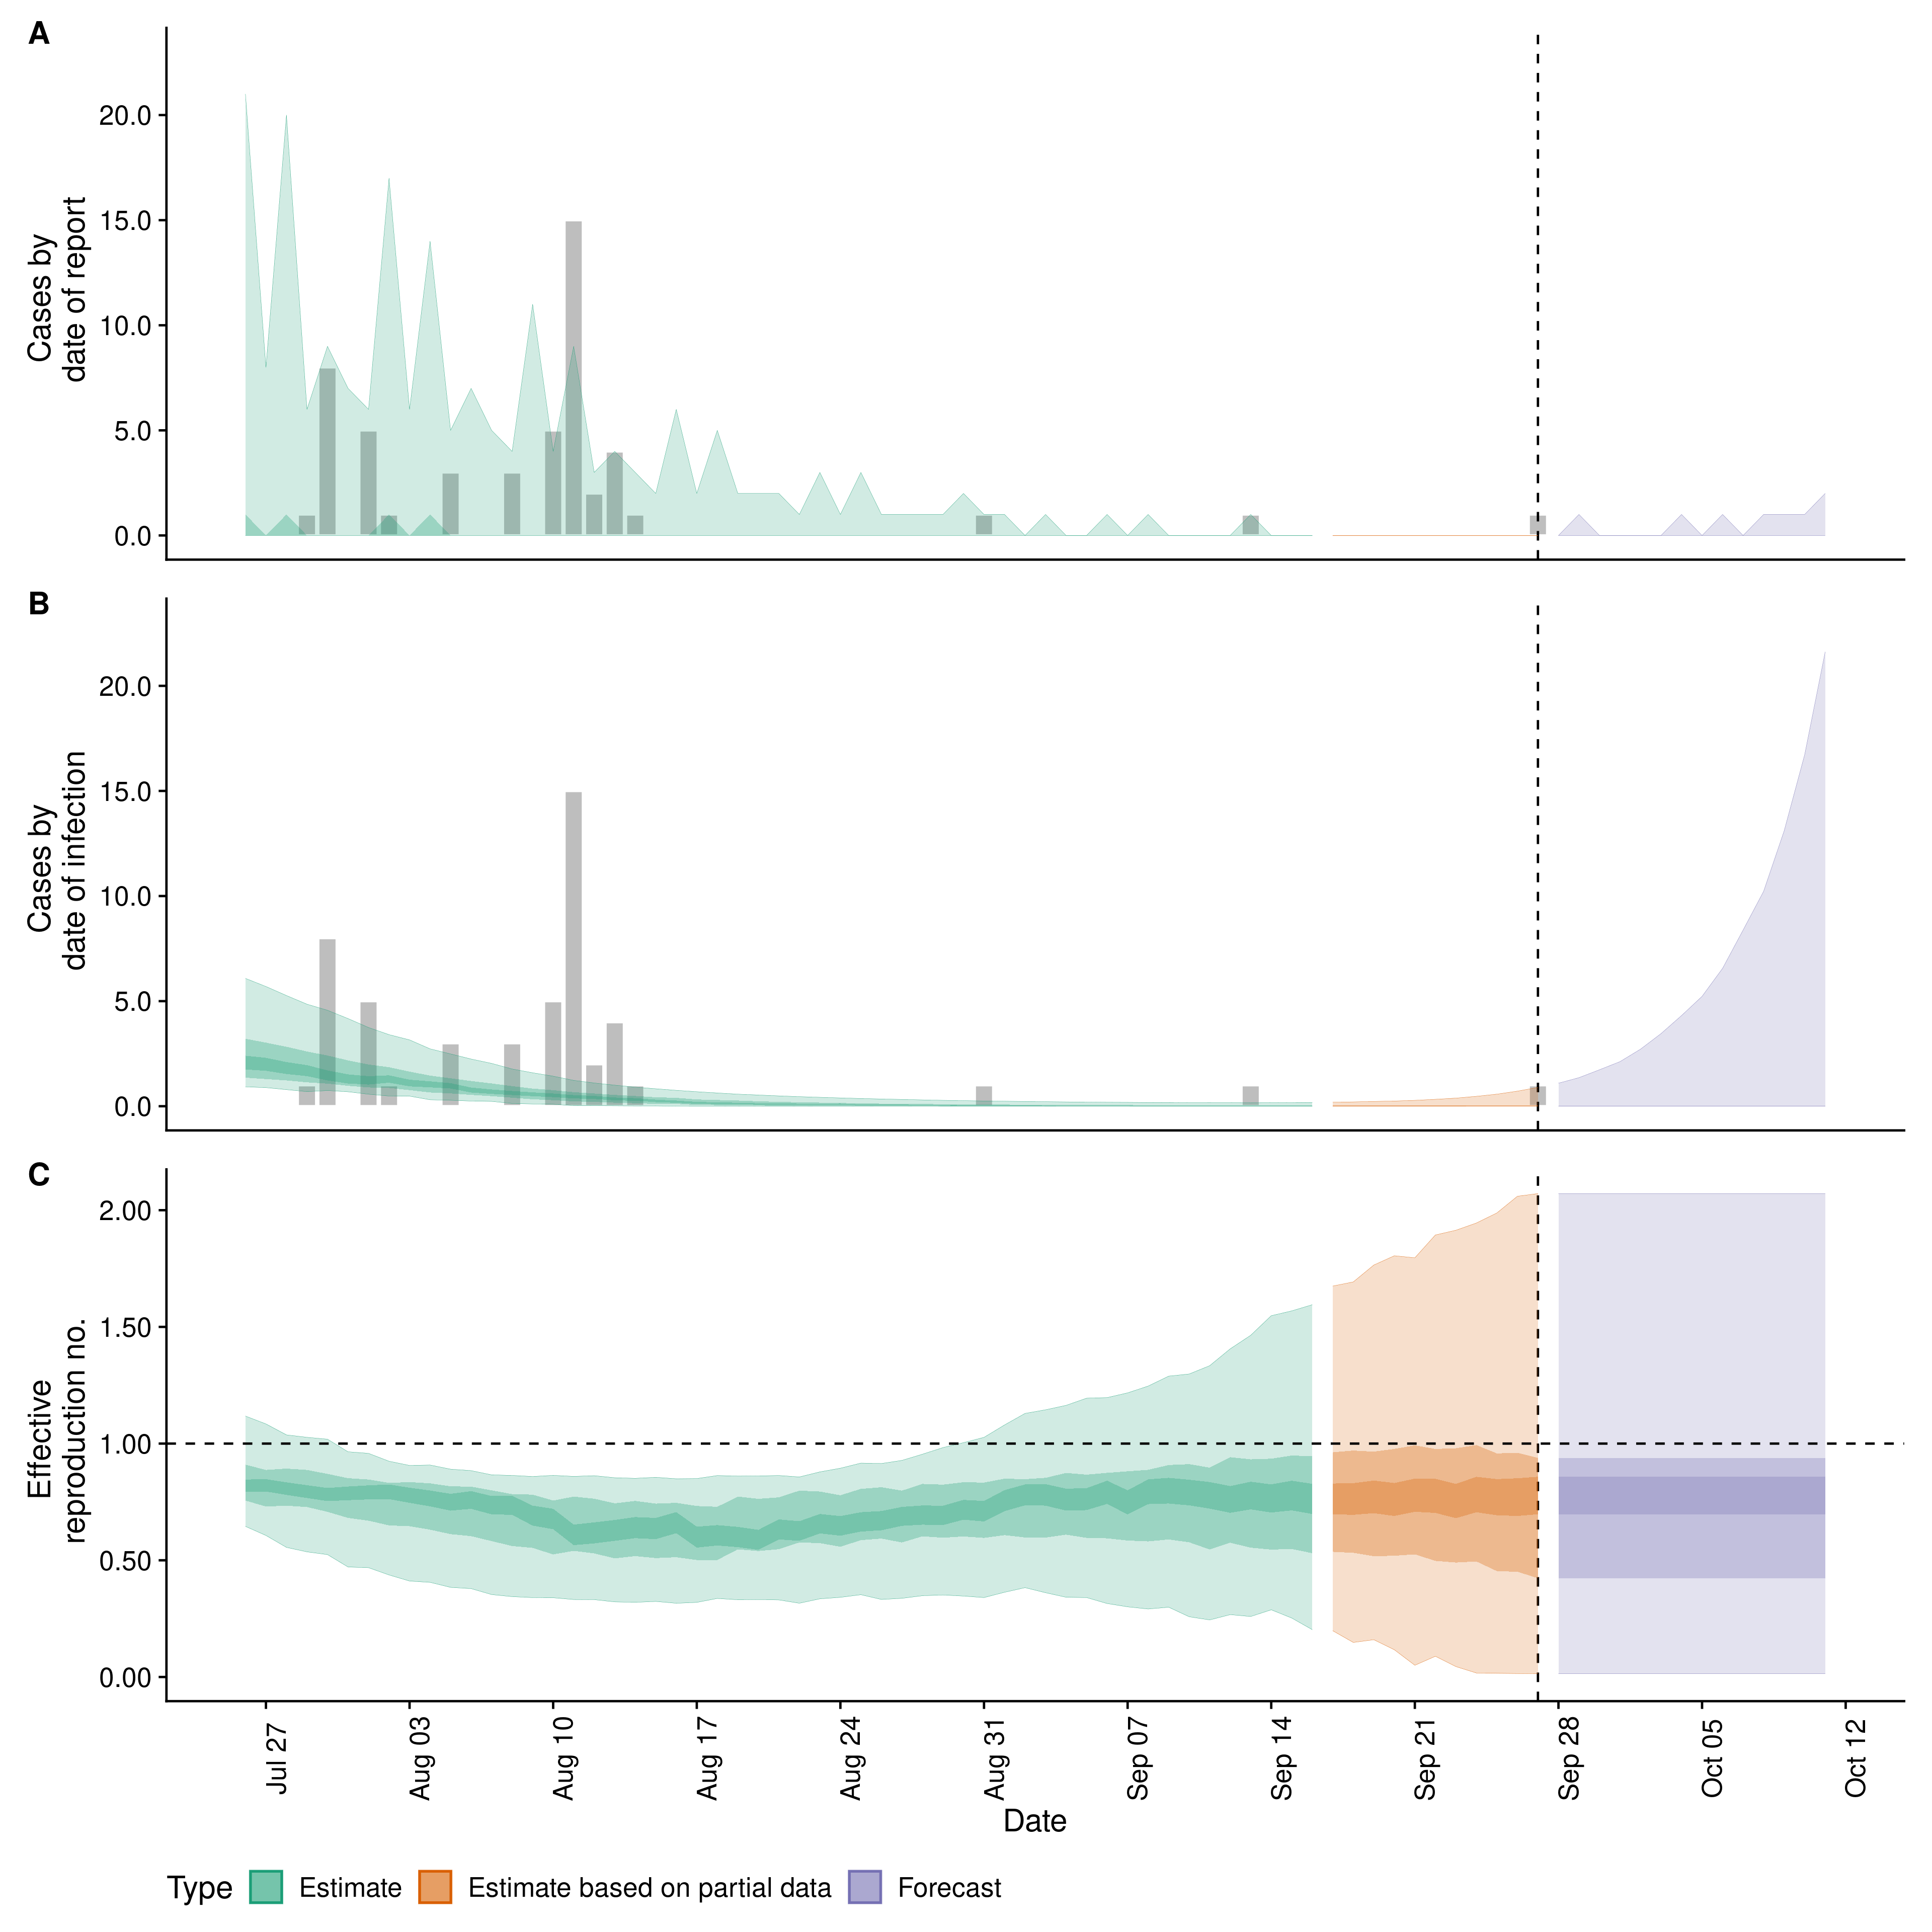 A
Cases by
date of report
20.0
15.0
10.0
5.0
0.0
B
Cases by
date of infection
20.0
15.0
10.0
5.0
0.0
C
Effective
reproduction no.
2.00
1.50
1.00
0.50
0.00
Jul 27
Aug 03
Aug 10
Aug 17
Aug 24
Aug 31
Sep 07
Sep 14
Sep 21
Sep 28
Oct 05
Oct 12
Date
Type
Estimate
Estimate based on partial data
Forecast